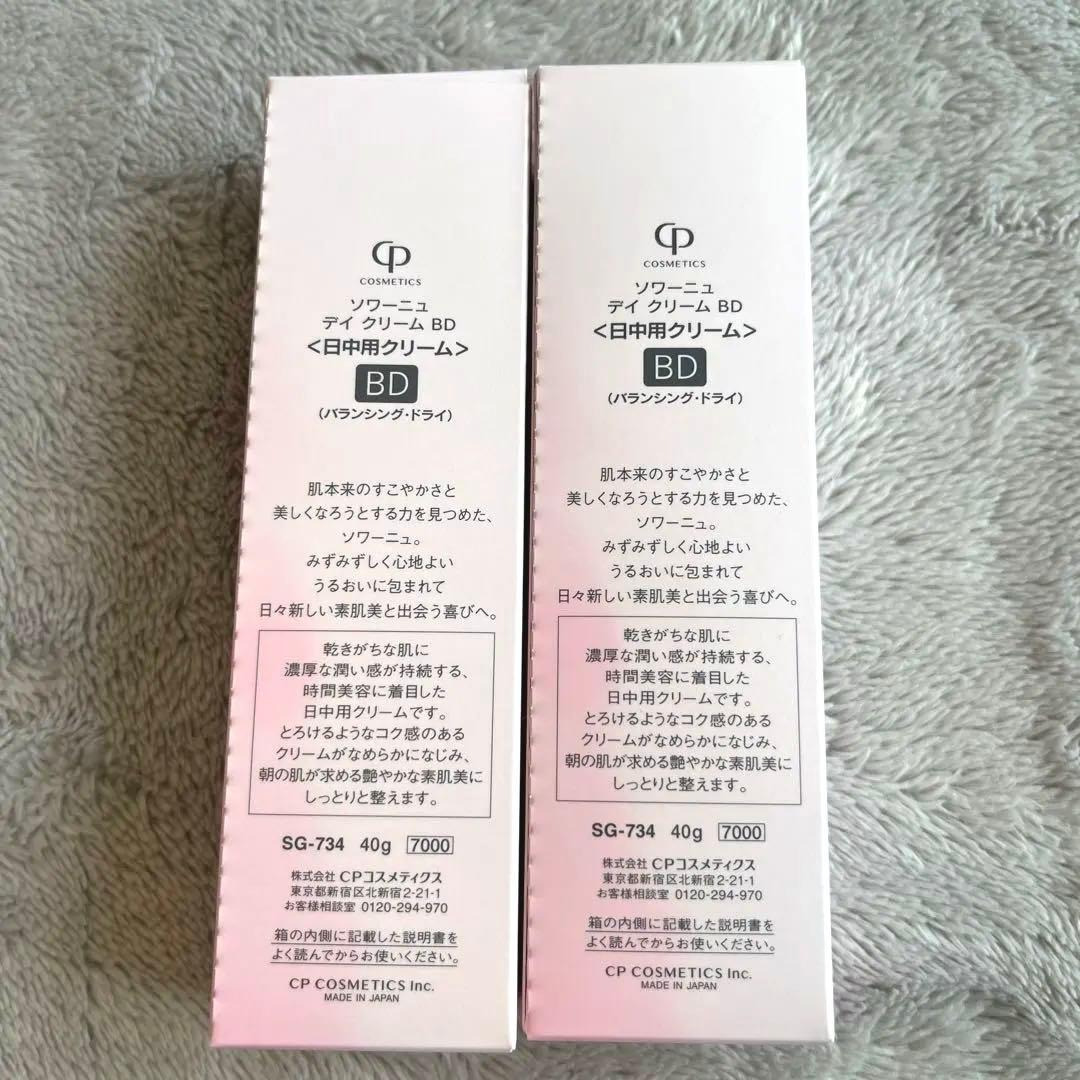 CP
COSMETICS
ソワーニュ
デイ クリーム BD
<日中用クリーム>
BD
(バランシング・ドライ)
肌本来のすこやかさと
美しくなろうとする力を見つめた、
ソワーニュ。
みずみずしく心地よい
うるおいに包まれて
日々新しい素肌美と出会う喜びへ。
乾きがちな肌に
濃厚な潤い感が持続する、
時間美容に着目した
日中用クリームです。
とろけるようなコク感のある
クリームがなめらかになじみ、
朝の肌が求める艶やかな素肌美に
しっとりと整えます。
SG-734 40g 7000
株式会社 CPコスメティクス
東京都新宿区北新宿2-21-1
お客様相談室 0120-294-970
箱の内側に記載した説明書を
よく読んでからお使いください。
CP COSMETICS Inc.
MADE IN JAPAN
CP
COSMETICS
ソワーニュ
デイ クリーム BD
<日中用クリーム>
BD
(バランシング・ドライ)
肌本来のすこやかさと
美しくなろうとする力を見つめた、
ソワーニュ。
みずみずしく心地よい
うるおいに包まれて
日々新しい素肌美と出会う喜びへ。
乾きがちな肌に
濃厚な潤い感が持続する、
時間美容に着目した
日中用クリームです。
とろけるようなコク感のある
クリームがなめらかになじみ、
朝の肌が求める艶やかな素肌美に
しっとりと整えます。
SG-734 40g 7000
株式会社 CPコスメティクス
東京都新宿区北新宿2-21-1
お客様相談室 0120-294-970
箱の内側に記載した説明書を
よく読んでからお使いください。
CP COSMETICS Inc.
MADE IN JAPAN